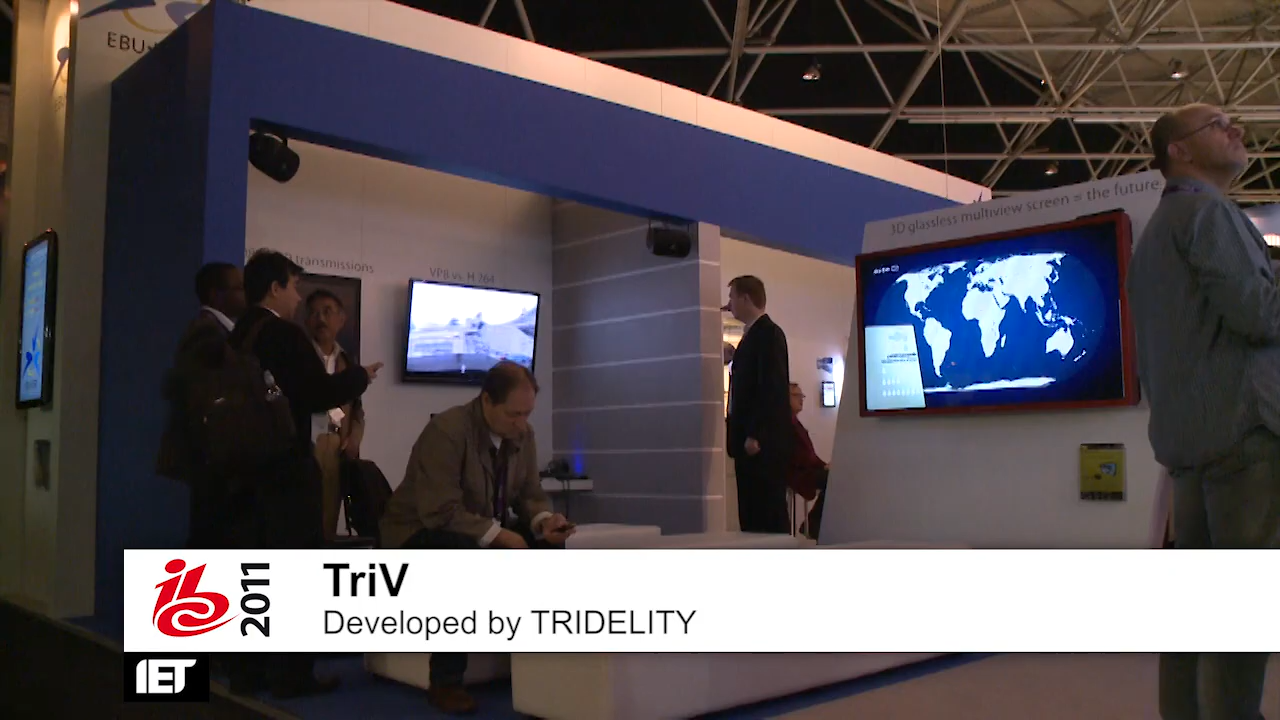 EBU
transmissions
VP8 vs. H.264
3D glassless multiview screen = the future.
ibc
2011
TriV
Developed by TRIDELITY
IET